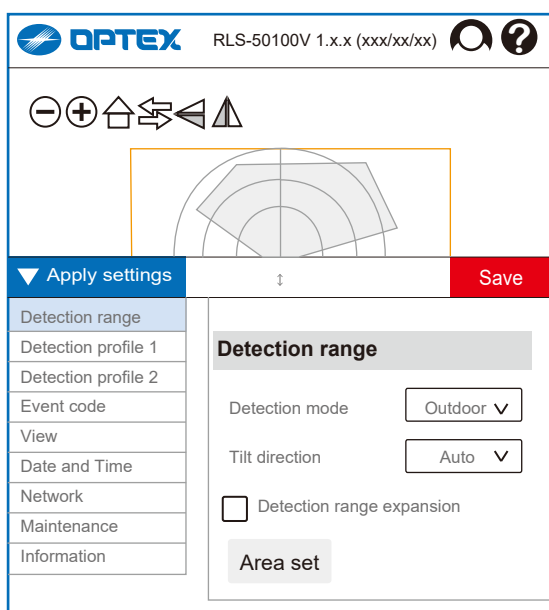 OPTEX RLS-50100V 1.x.x (xxx/xx/xx) ?
Apply settings
Save
Detection range
Detection profile 1
Detection profile 2
Event code
View
Date and Time
Network
Maintenance
Information
Detection range
Detection mode Outdoor
Tilt direction Auto
Detection range expansion
Area set